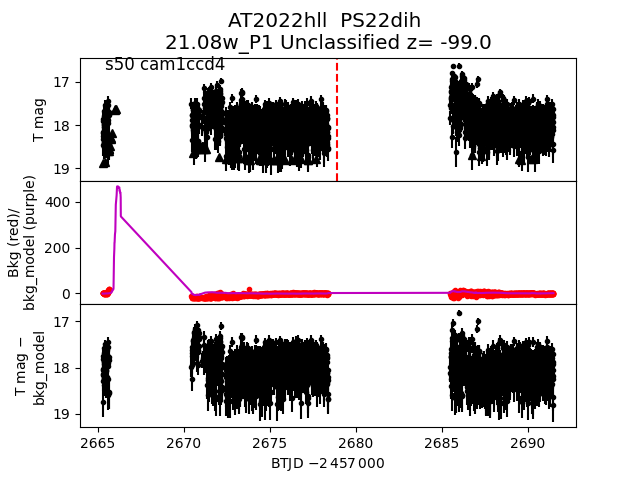 AT2022hll  PS22dih
21.08w_P1 Unclassified z= -99.0
s50 cam1ccd4
T mag
17
18
19
Bkg (red)/
bkg_model (purple)
400
200
0
T mag −
bkg_model
17
18
19
2665 2670 2675 2680 2685 2690
BTJD −2 457 000